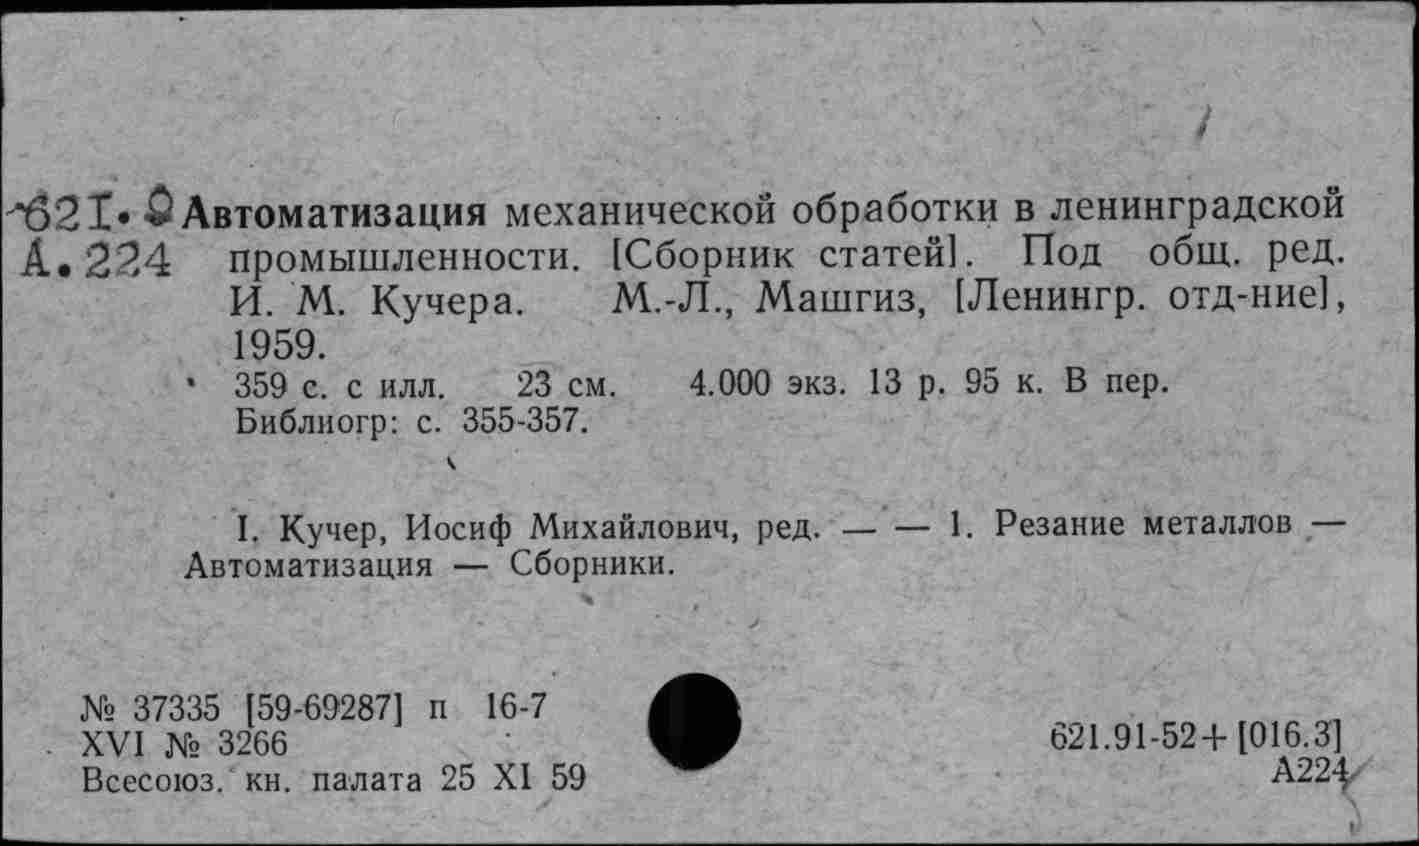 621.9 Автоматизация механической обработки в ленинградской
А.224 промышленности. [Сборник статей]. Под общ. ред.
И. М. Кучера. М.-Л., Машгиз, [Ленингр. отд-ние],
1959.
359 с. с илл. 23 см. 4.000 экз. 13 р. 95 к. В пер.
Библиогр: с. 355-357.
I. Кучер, Иосиф Михайлович, ред. — — 1. Резание металлов —
Автоматизация — Сборники.
№ 37335 [59-69287] п 16-7
XVI № 3266
Всесоюз. кн. палата 25 XI 59
621.91-52+[016.3]
А224